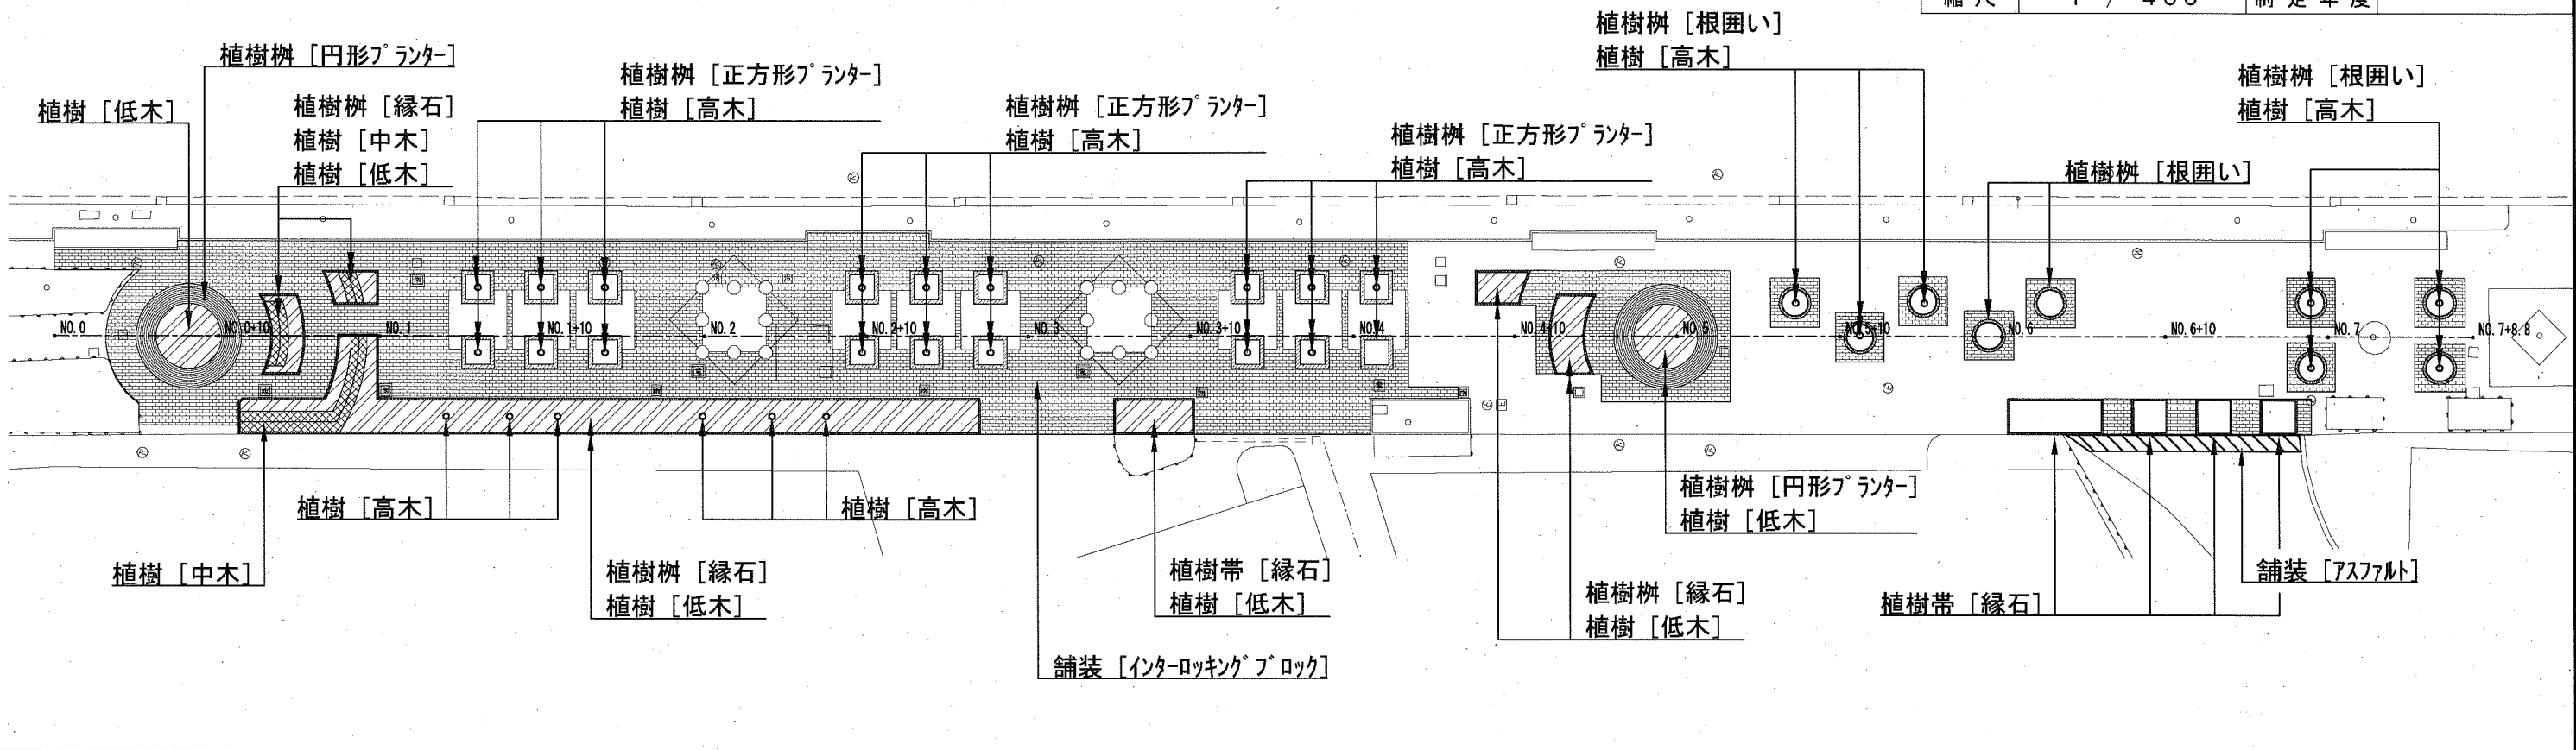 縮尺 1 / 400 制定年度
植樹桝 [円形プランター]
植樹 [低木]
植樹桝 [縁石]
植樹 [中木]
植樹 [低木]
植樹桝 [正方形プランター]
植樹 [高木]
植樹桝 [正方形プランター]
植樹 [高木]
植樹桝 [正方形プランター]
植樹 [高木]
植樹桝 [根囲い]
植樹 [高木]
植樹桝 [根囲い]
植樹桝 [根囲い]
植樹 [高木]
NO.0
NO.0+10
NO.1
NO.1+10
NO.2
NO.2+10
NO.3
NO.3+10
NO.4
NO.4+10
NO.5
NO.5+10
NO.6
NO.6+10
NO.7
NO.7+8.8
植樹 [高木]
植樹 [高木]
植樹 [中木]
植樹桝 [縁石]
植樹 [低木]
舗装 [インターロッキングブロック]
植樹帯 [縁石]
植樹 [低木]
植樹桝 [円形プランター]
植樹 [低木]
植樹桝 [縁石]
植樹 [低木]
植樹帯 [縁石]
舗装 [アスファルト]